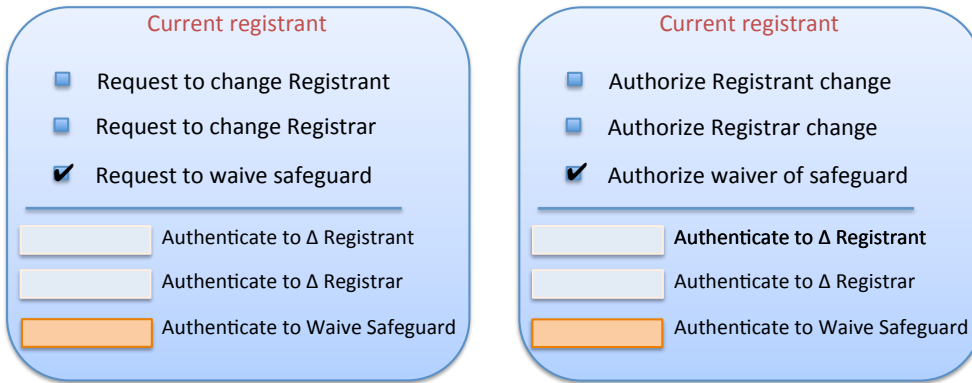 Current registrant
Request to change Registrant
Request to change Registrar
Request to waive safeguard
Authenticate to Δ Registrant
Authenticate to Δ Registrar
Authenticate to Waive Safeguard
Current registrant
Authorize Registrant change
Authorize Registrar change
Authorize waiver of safeguard
Authenticate to Δ Registrant
Authenticate to Δ Registrar
Authenticate to Waive Safeguard